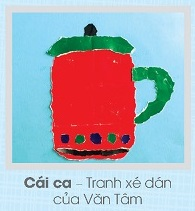 Cái ca – Tranh xé dán
của Văn Tâm